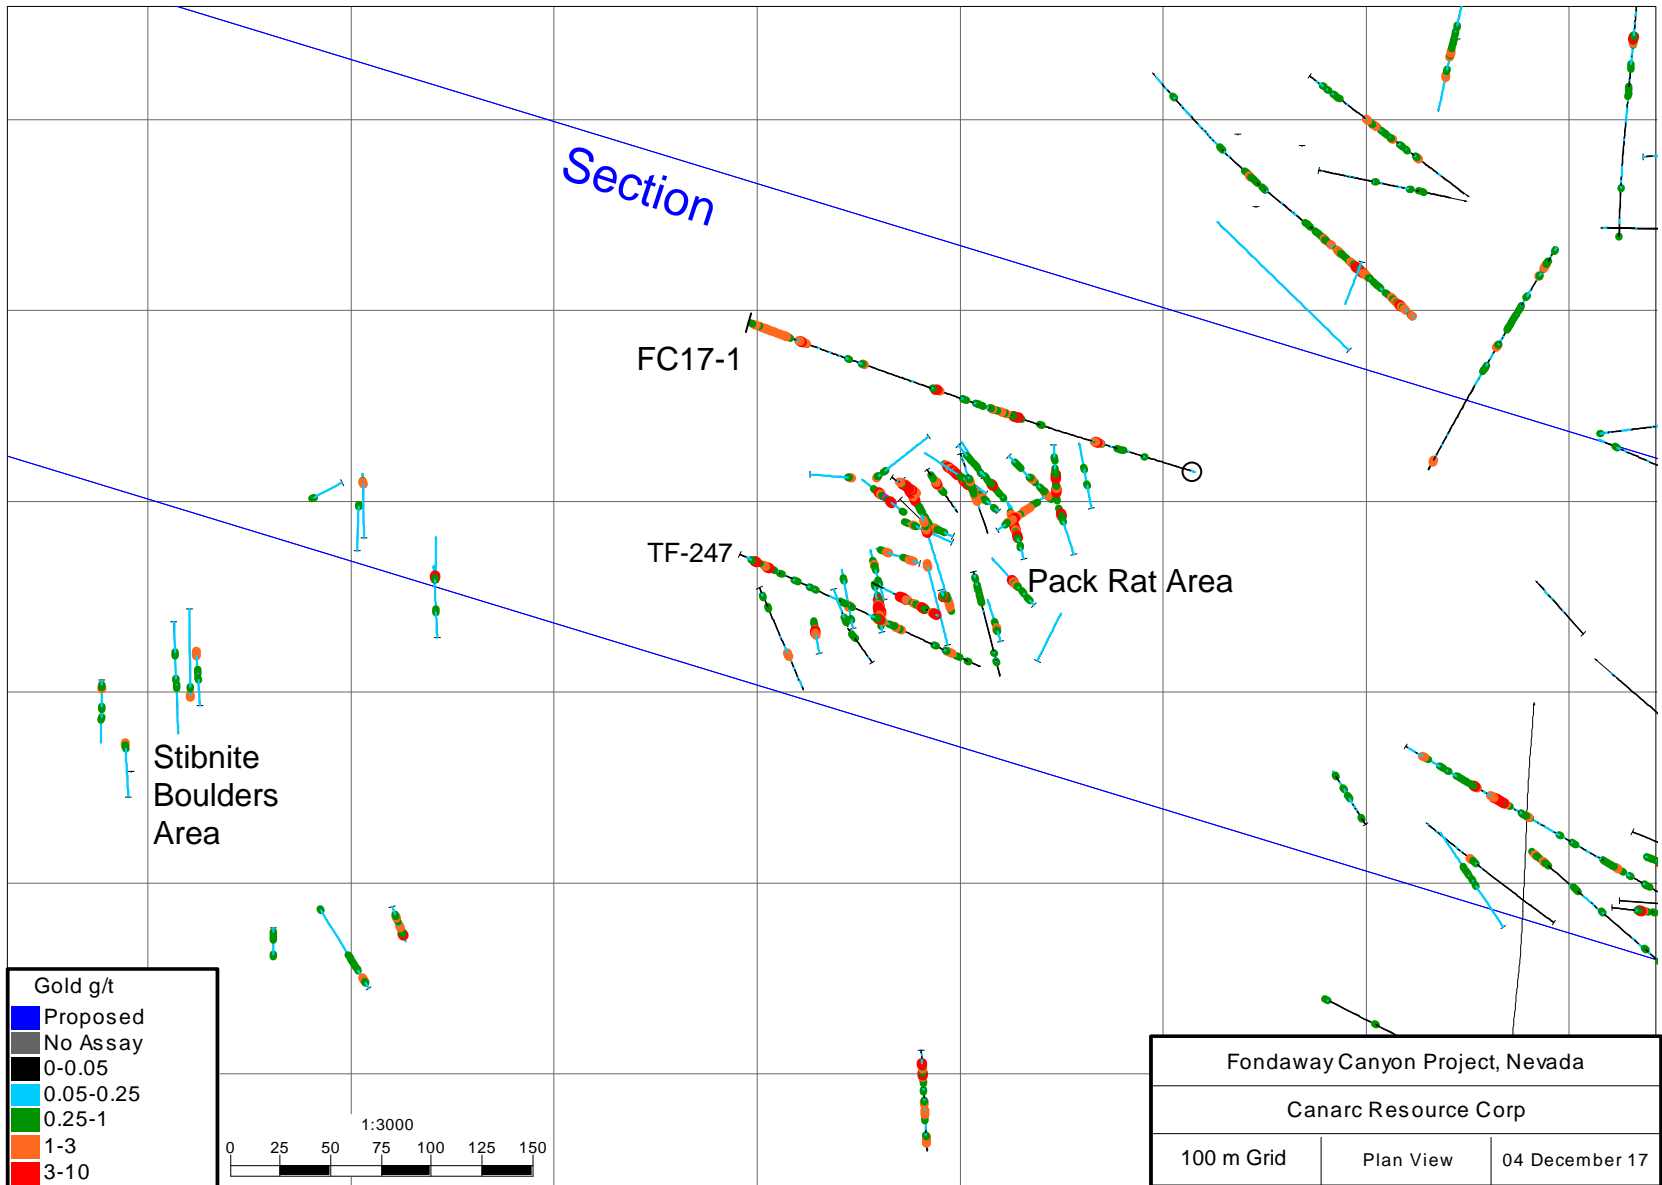 Section
FC17-1
TF-247
Pack Rat Area
Stibnite
Boulders
Area
Gold g/t
Proposed
No Assay
0-0.05
0.05-0.25
0.25-1
1-3
3-10
1:3000
0 25 50 75 100 125 150
Fondaway Canyon Project, Nevada
Canarc Resource Corp
100 m Grid Plan View 04 December 17